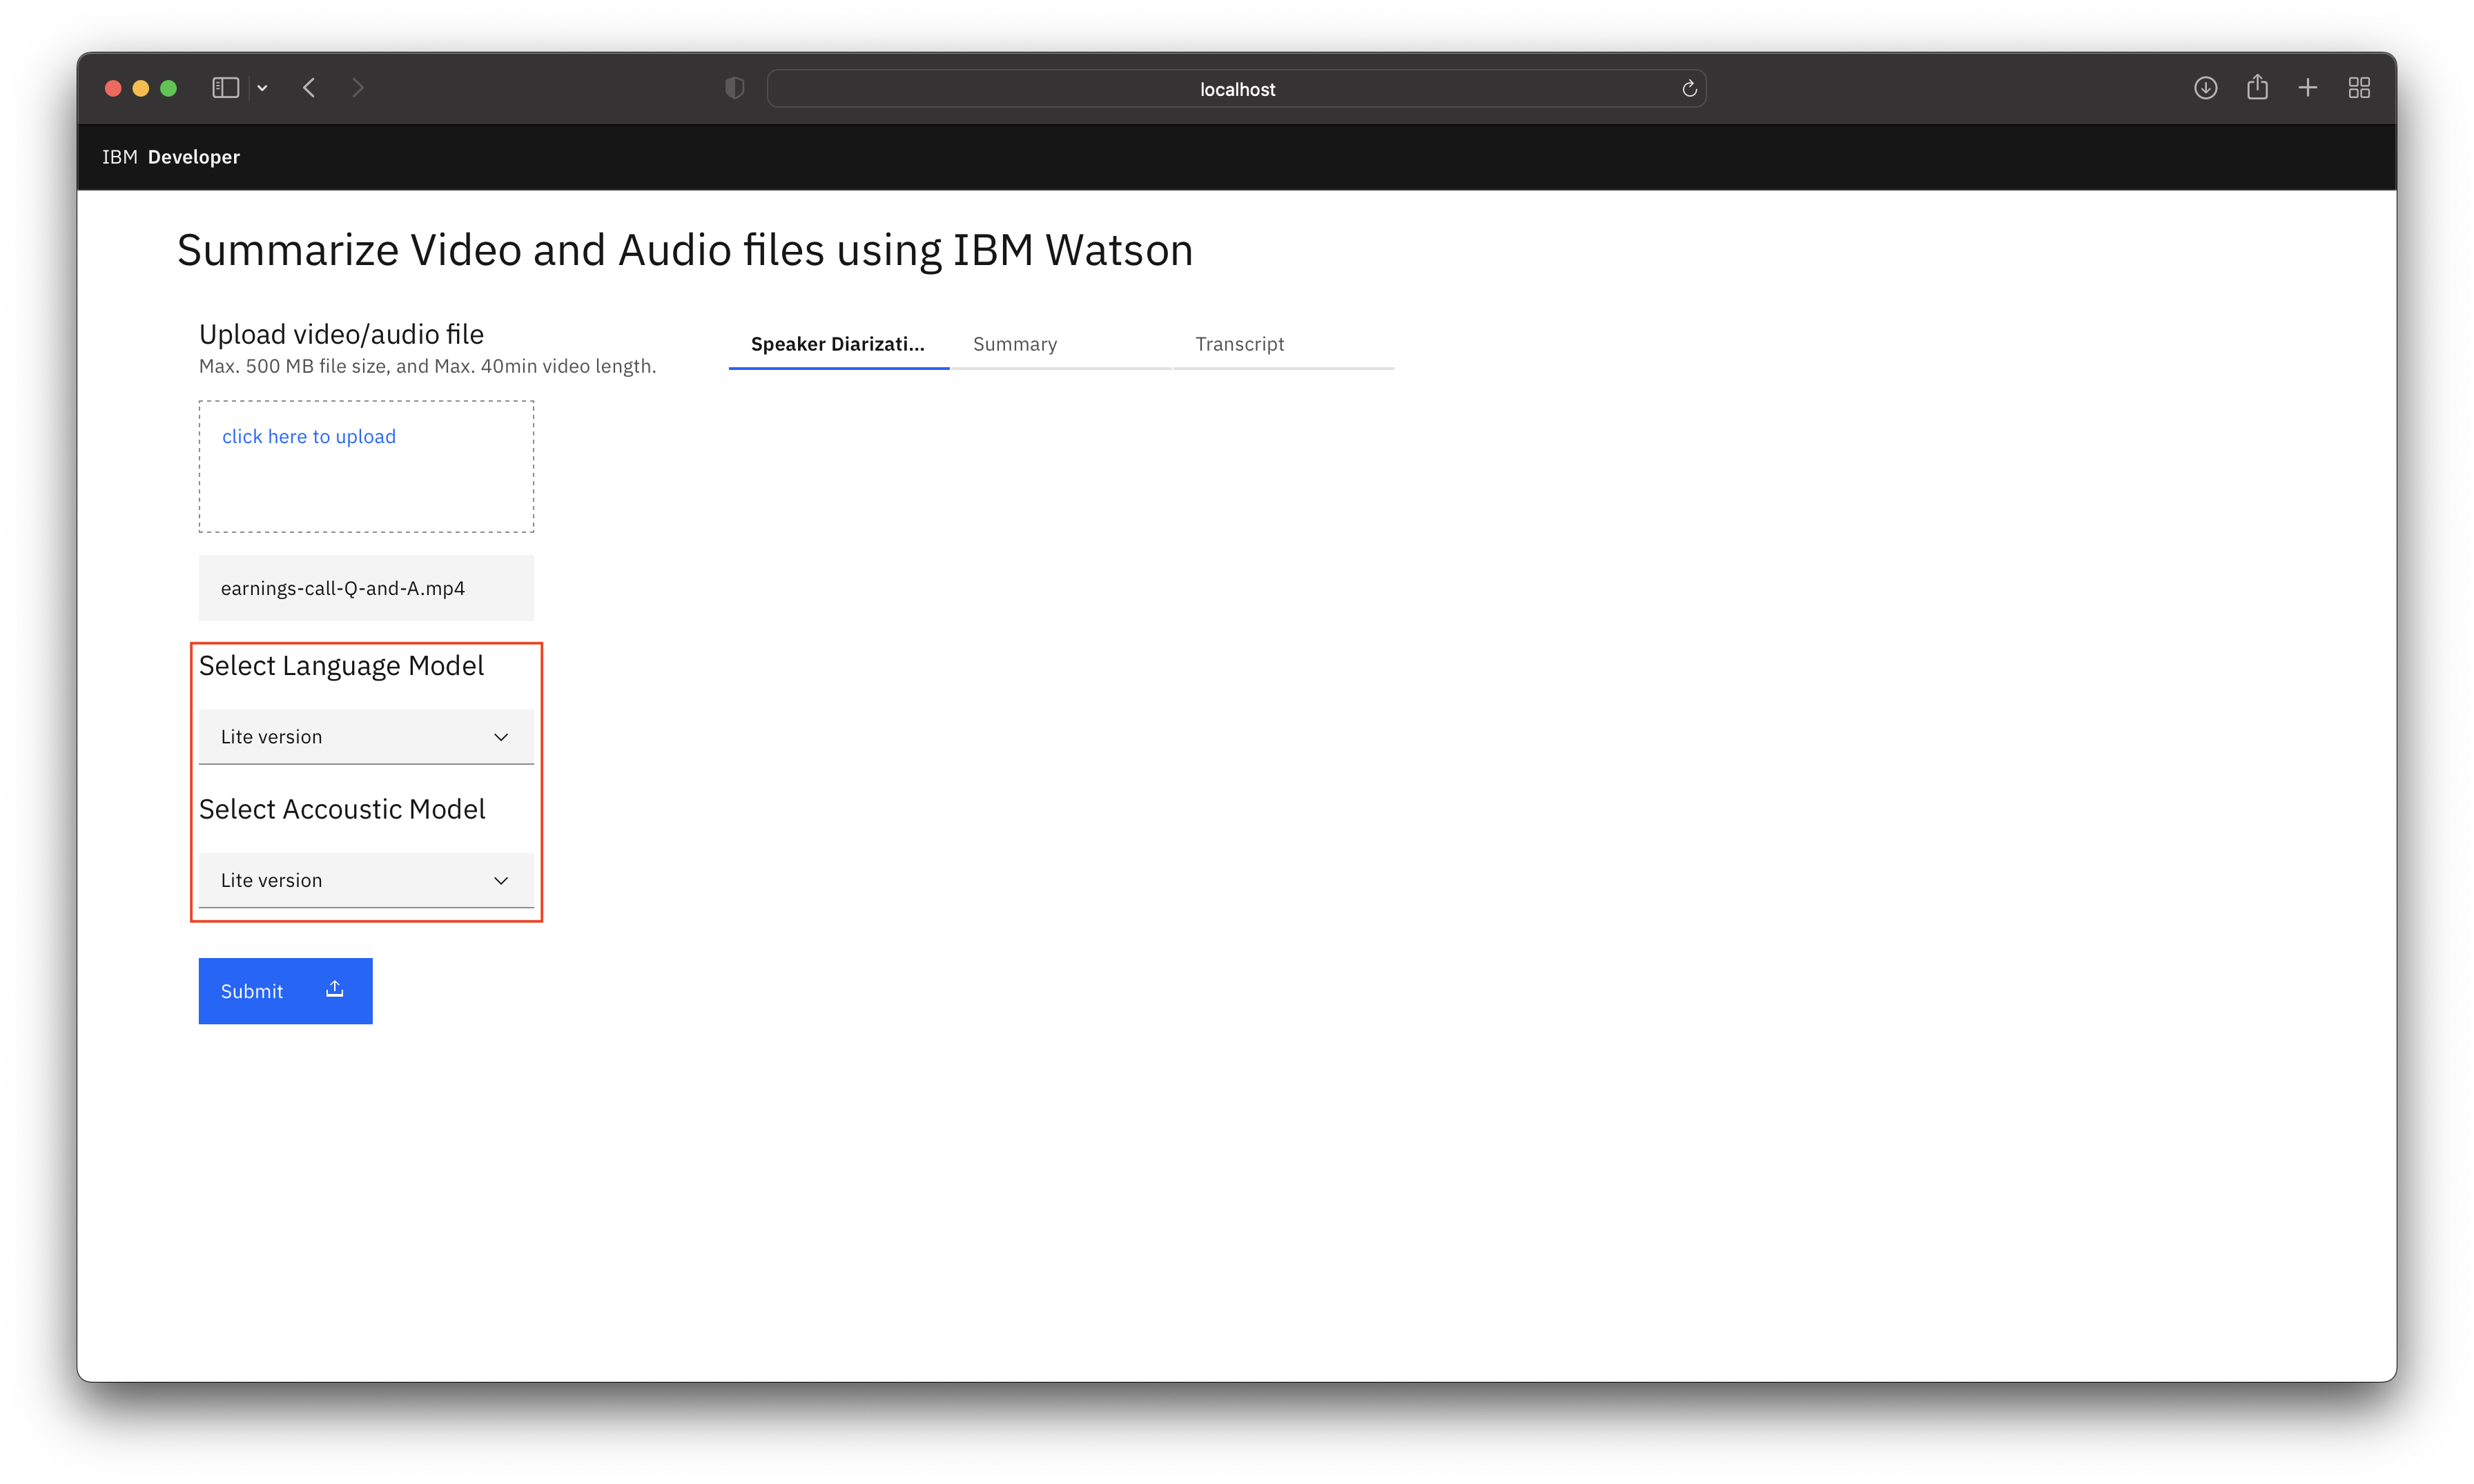 localhost
IBM Developer
Summarize Video and Audio files using IBM Watson
Upload video/audio file
Max. 500 MB file size, and Max. 40min video length.
Speaker Diarizati... Summary Transcript
click here to upload
earnings-call-Q-and-A.mp4
Select Language Model
Lite version
Select Accoustic Model
Lite version
Submit